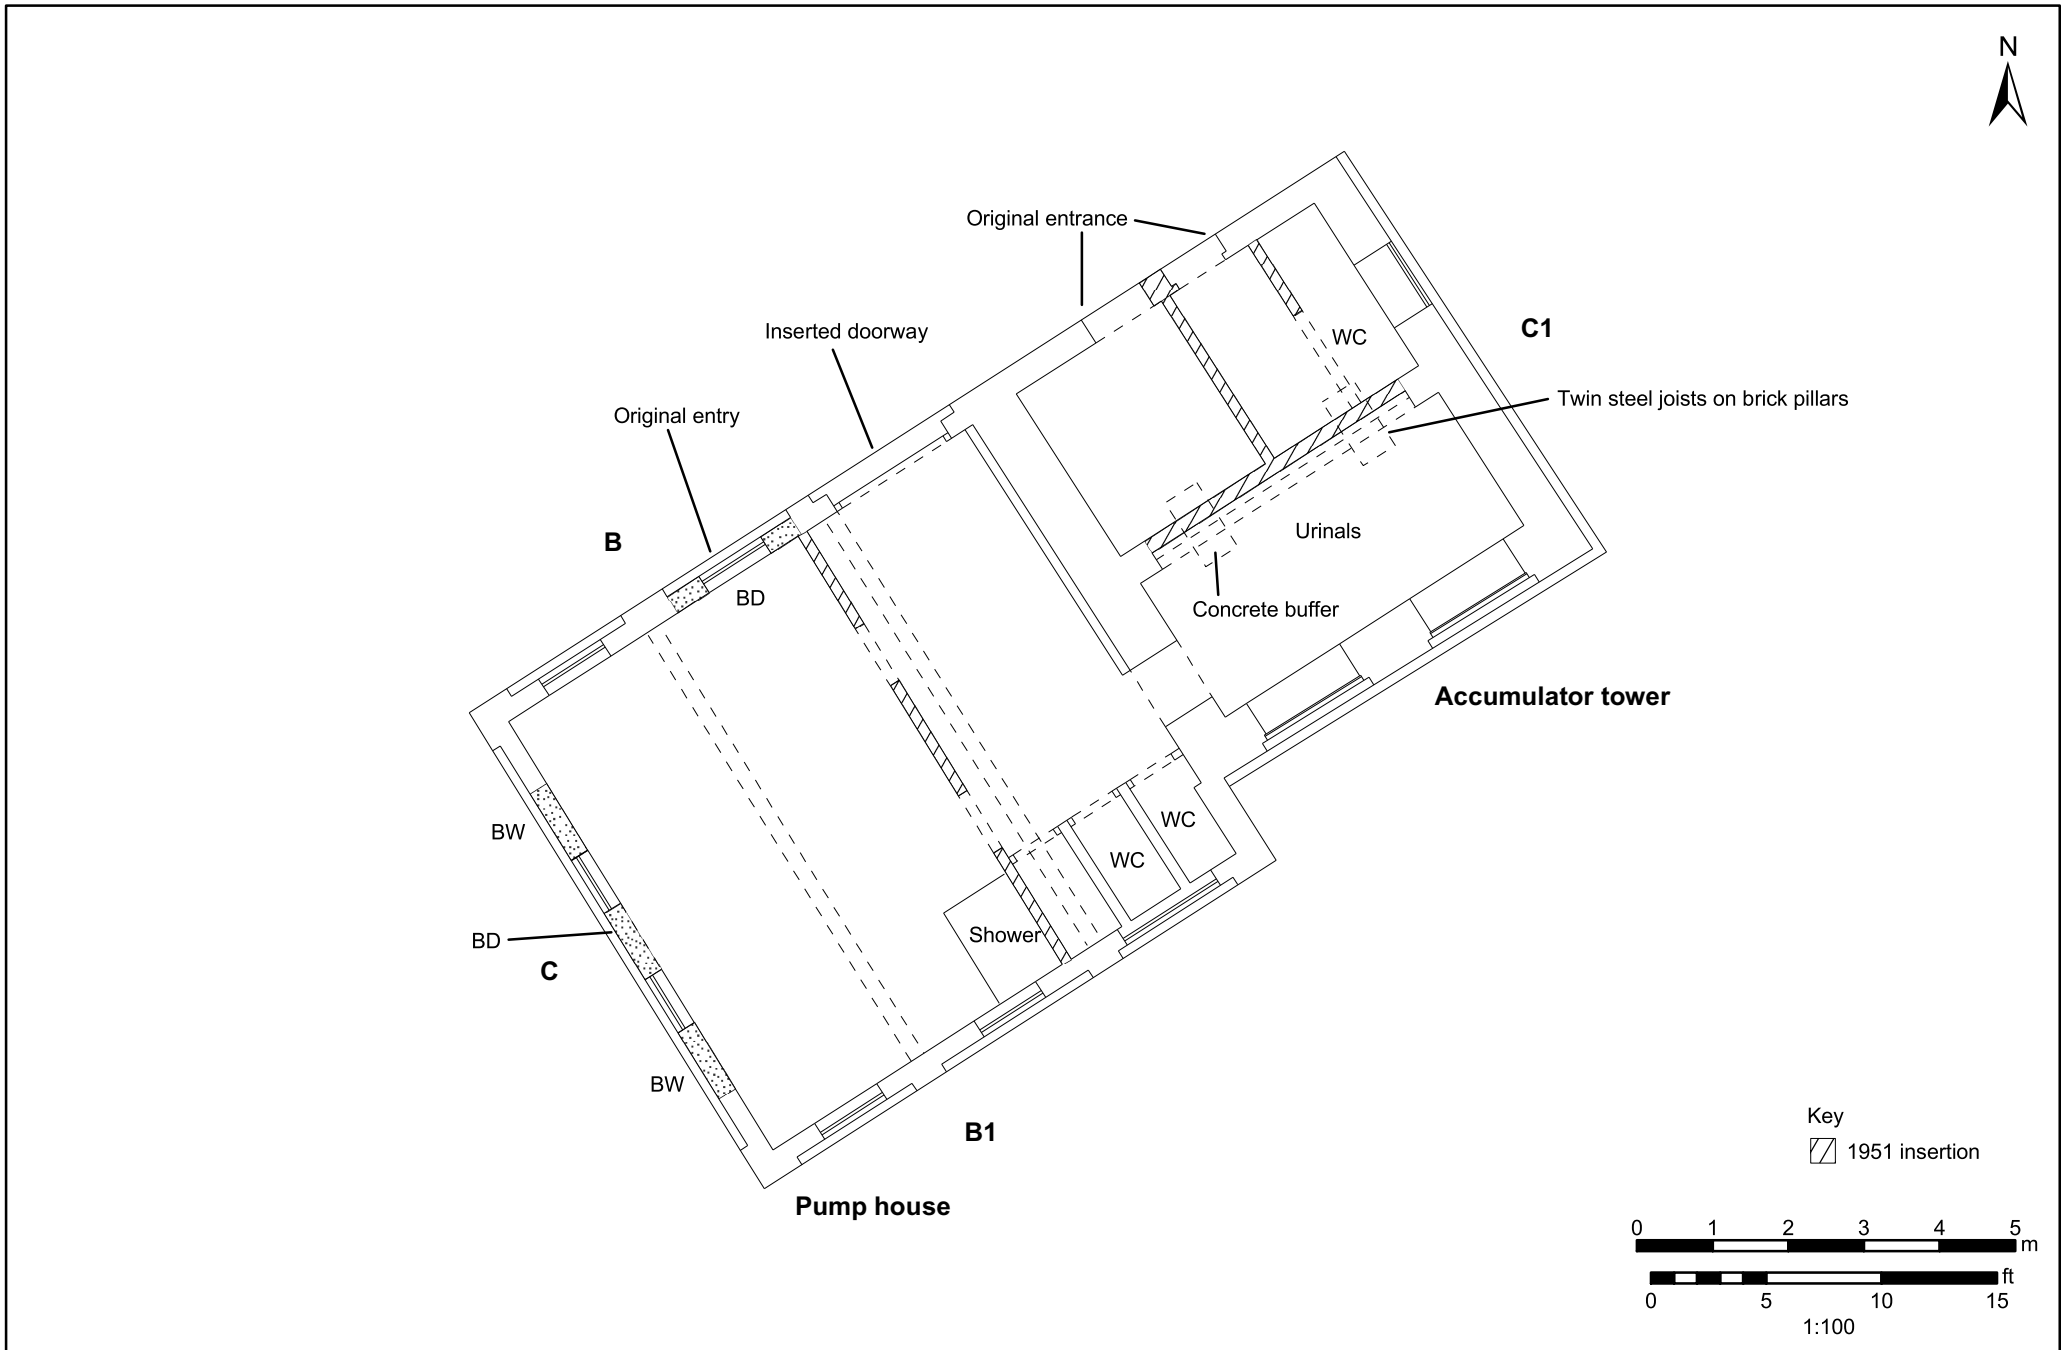 N
Original entrance
Inserted doorway
C1
WC
Twin steel joists on brick pillars
Original entry
Urinals
B
BD
Concrete buffer
Accumulator tower
WC
BW
WC
Shower
BD
C
BW
Key
B1
1951 insertion
Pump house
0 1 2 3 4 5
m
ft
0 5 10 15
1:100